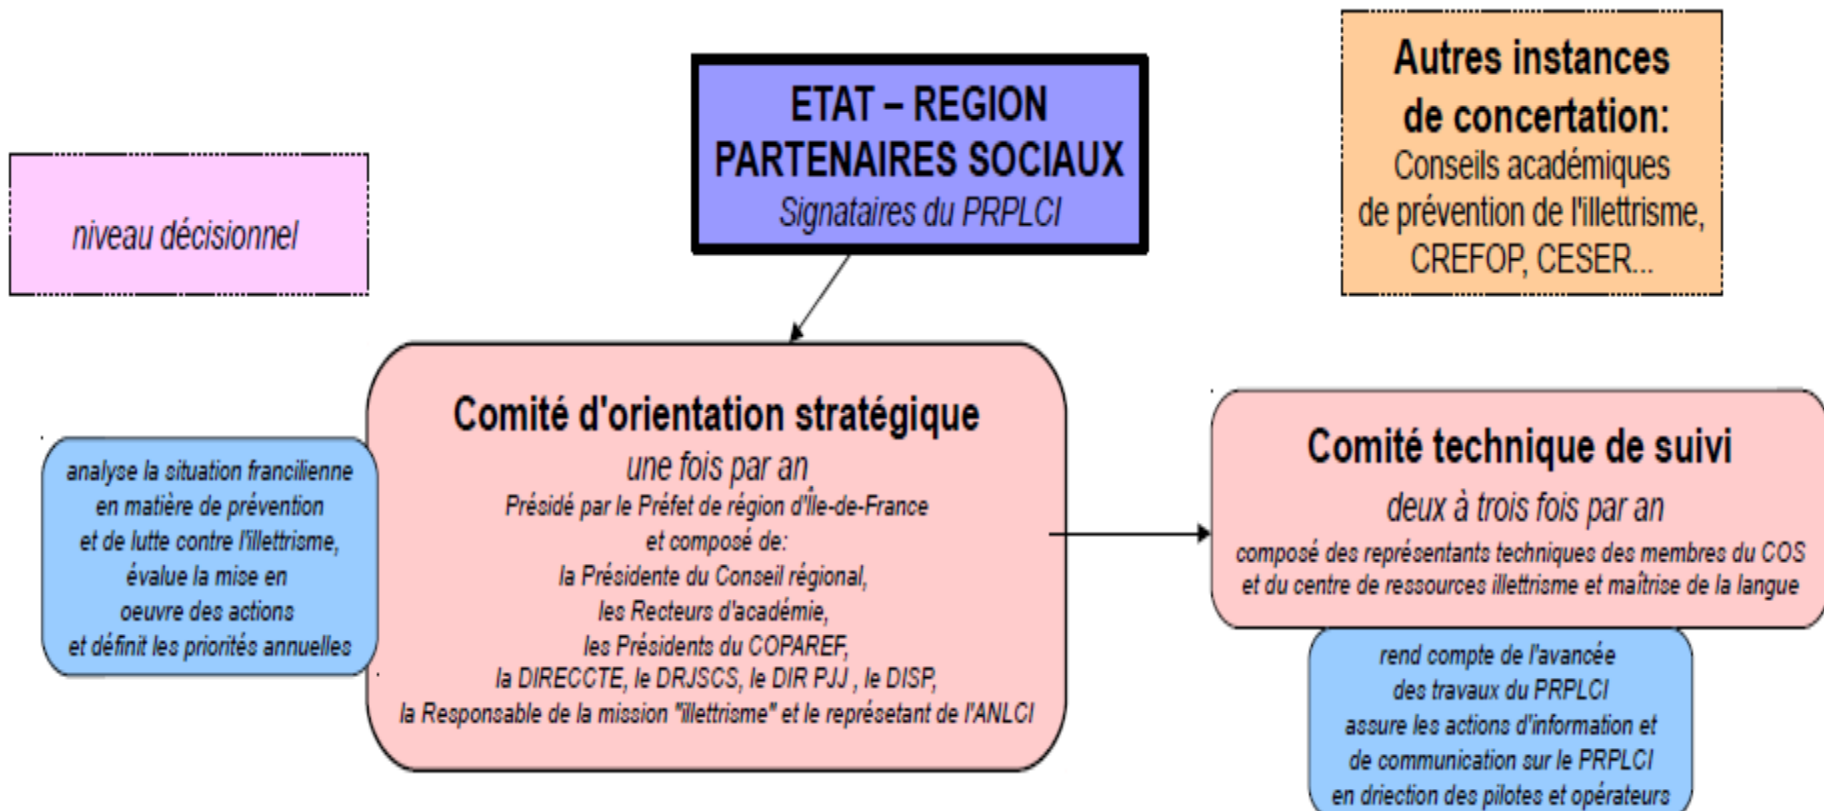 ETAT – REGION
PARTENAIRES SOCIAUX
Signataires du PRPLCI
Autres instances
de concertation:
Conseils académiques
de prévention de l'illettrisme,
CREFOP, CESER...
niveau décisionnel
Comité d'orientation stratégique
une fois par an
Présidé par le Préfet de région d'Île-de-France
et composé de:
la Présidente du Conseil régional,
les Recteurs d'académie,
les Présidents du COPAREF,
la DIRECCTE, le DRJSCS, le DIR PJJ , le DISP,
la Responsable de la mission "illettrisme" et le représetant de l'ANLCI
analyse la situation francilienne
en matière de prévention
et de lutte contre l'illettrisme,
évalue la mise en
oeuvre des actions
et définit les priorités annuelles
Comité technique de suivi
deux à trois fois par an
composé des représentants techniques des membres du COS
et du centre de ressources illettrisme et maîtrise de la langue
rend compte de l'avancée
des travaux du PRPLCI
assure les actions d'information et
de communication sur le PRPLCI
en driection des pilotes et opérateurs